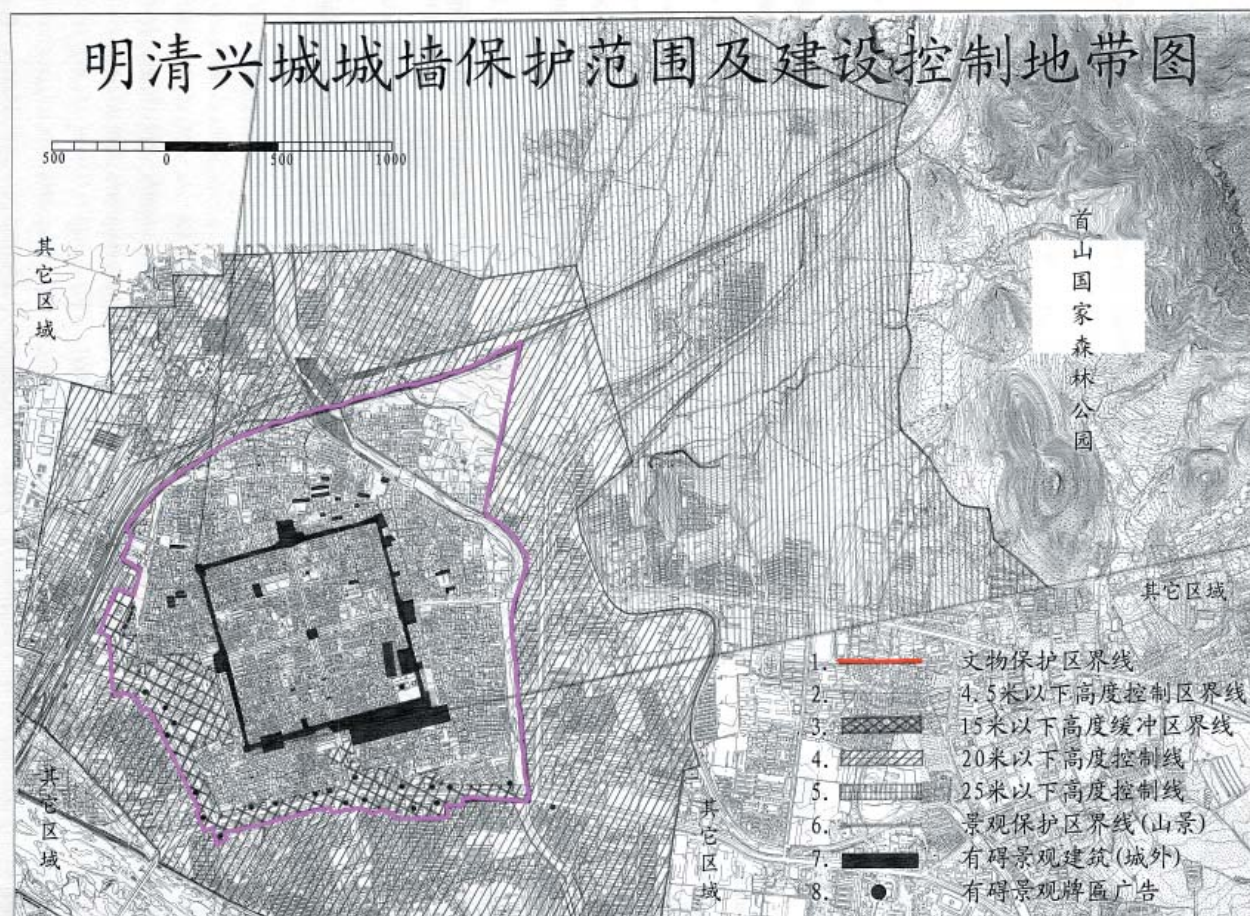 明清兴城城墙保护范围及建设控制地带图
500 0 500 1000
其它区域
首山国家森林公园
其它区域
1. 文物保护区界线
2. 4.5米以下高度控制区界线
3. 15米以下高度缓冲区界线
4. 20米以下高度控制线
5. 25米以下高度控制线
6. 景观保护区界线(山景)
7. 有碍景观建筑(城外)
8. 有碍景观牌匾广告
其它区域
其它区域